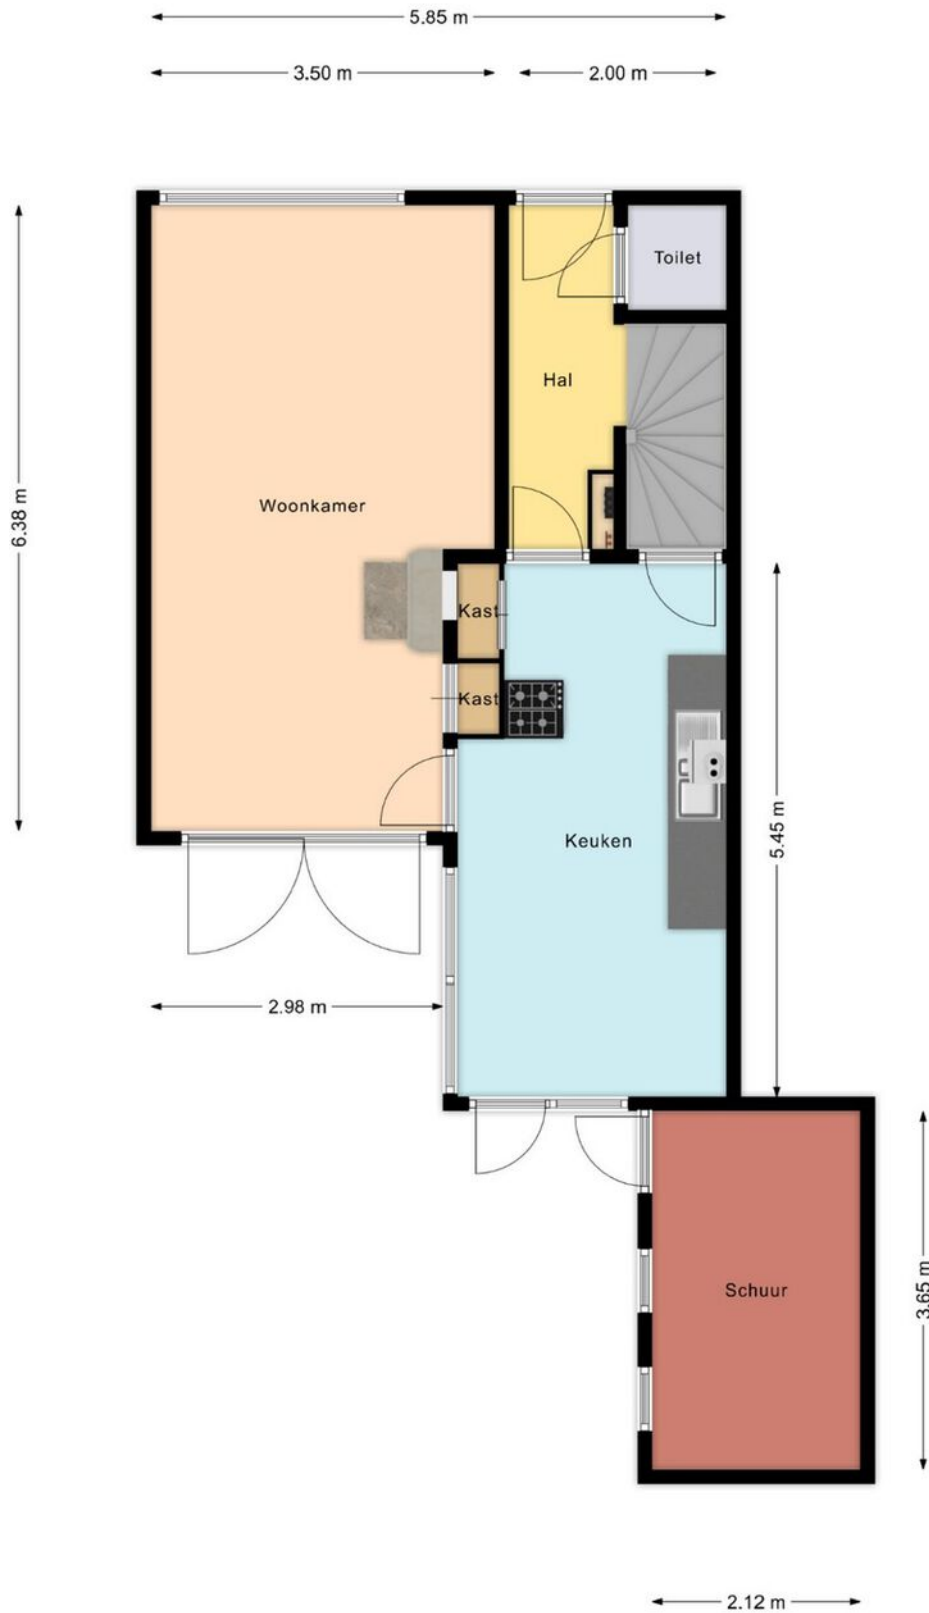 5.85 m
3.50 m
2.00 m
Toilet
Hal
6.38 m
Woonkamer
Kast
Kast
5.45 m
Keuken
2.98 m
3.65 m
Schuur
2.12 m